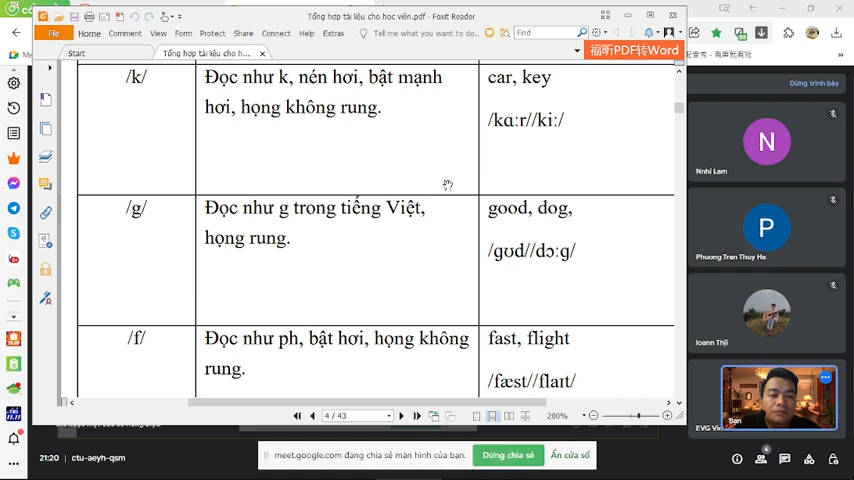 Tổng hợp tài liệu cho học viên.pdf - Foxit Reader
File Home Comment View Form Protect Share Connect Help Extras Tell me what you want to do.. Find
Start Tổng hợp tài liệu cho h...
福昕PDF转Word
/k/ Đọc như k, nén hơi, bật mạnh car, key
hơi, họng không rung. /kɑːr//kiː/
/g/ Đọc như g trong tiếng Việt, good, dog,
họng rung. /ɡʊd//dɔːɡ/
/f/ Đọc như ph, bật hơi, họng không fast, flight
rung. /fæst//flaɪt/
4 / 43 200%
Dừng trình bày
N
Nnhi Lam
P
Phuong Tran Thuy Ha
Ioann Thịi
Bạn
EVG Vie
21:20 ctu-aeyh-qsm
meet.google.com đang chia sẻ màn hình của bạn. Dừng chia sẻ Ẩn cửa sổ
6